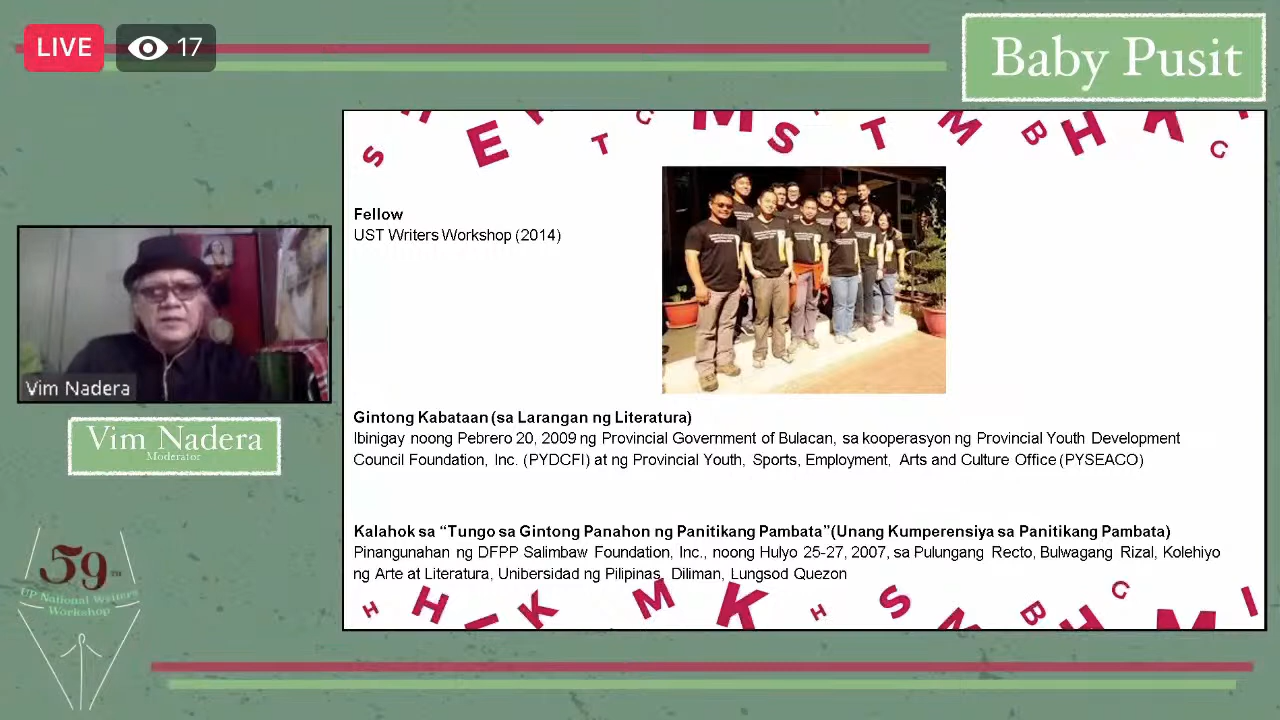 LIVE
17
Baby Pusit
Fellow
UST Writers Workshop (2014)
Vim Nadera
Vim Nadera
Moderator
Gintong Kabataan (sa Larangan ng Literatura)
Ibinigay noong Pebrero 20, 2009 ng Provincial Government of Bulacan, sa kooperasyon ng Provincial Youth Development
Council Foundation, Inc. (PYDCFI) at ng Provincial Youth, Sports, Employment, Arts and Culture Office (PYSEACO)
Kalahok sa “Tungo sa Gintong Panahon ng Panitikang Pambata”(Unang Kumperensiya sa Panitikang Pambata)
Pinangunahan ng DFPP Salimbaw Foundation, Inc., noong Hulyo 25-27, 2007, sa Pulungang Recto, Bulwagang Rizal, Kolehiyo
ng Arte at Literatura, Unibersidad ng Pilipinas, Diliman, Lungsod Quezon
59TH
UP National Writers
Workshop